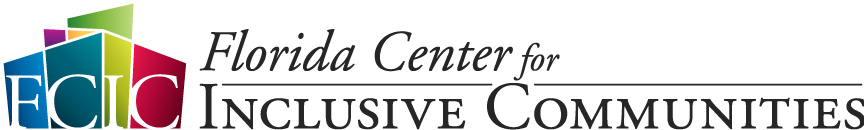 FCIC
Florida Center for
INCLUSIVE COMMUNITIES